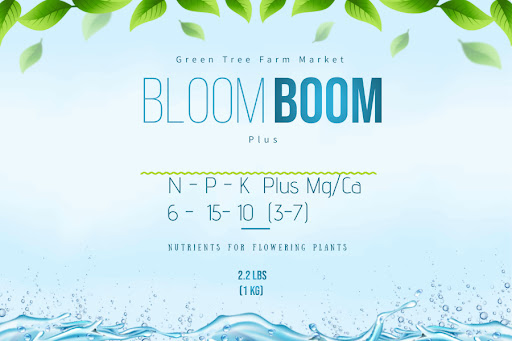 Green Tree Farm Market
BLOOM BOOM
Plus
N - P - K Plus Mg/Ca
6 - 15- 10 (3-7)
NUTRIENTS FOR FLOWERING PLANTS
2.2 LBS
(1 KG)